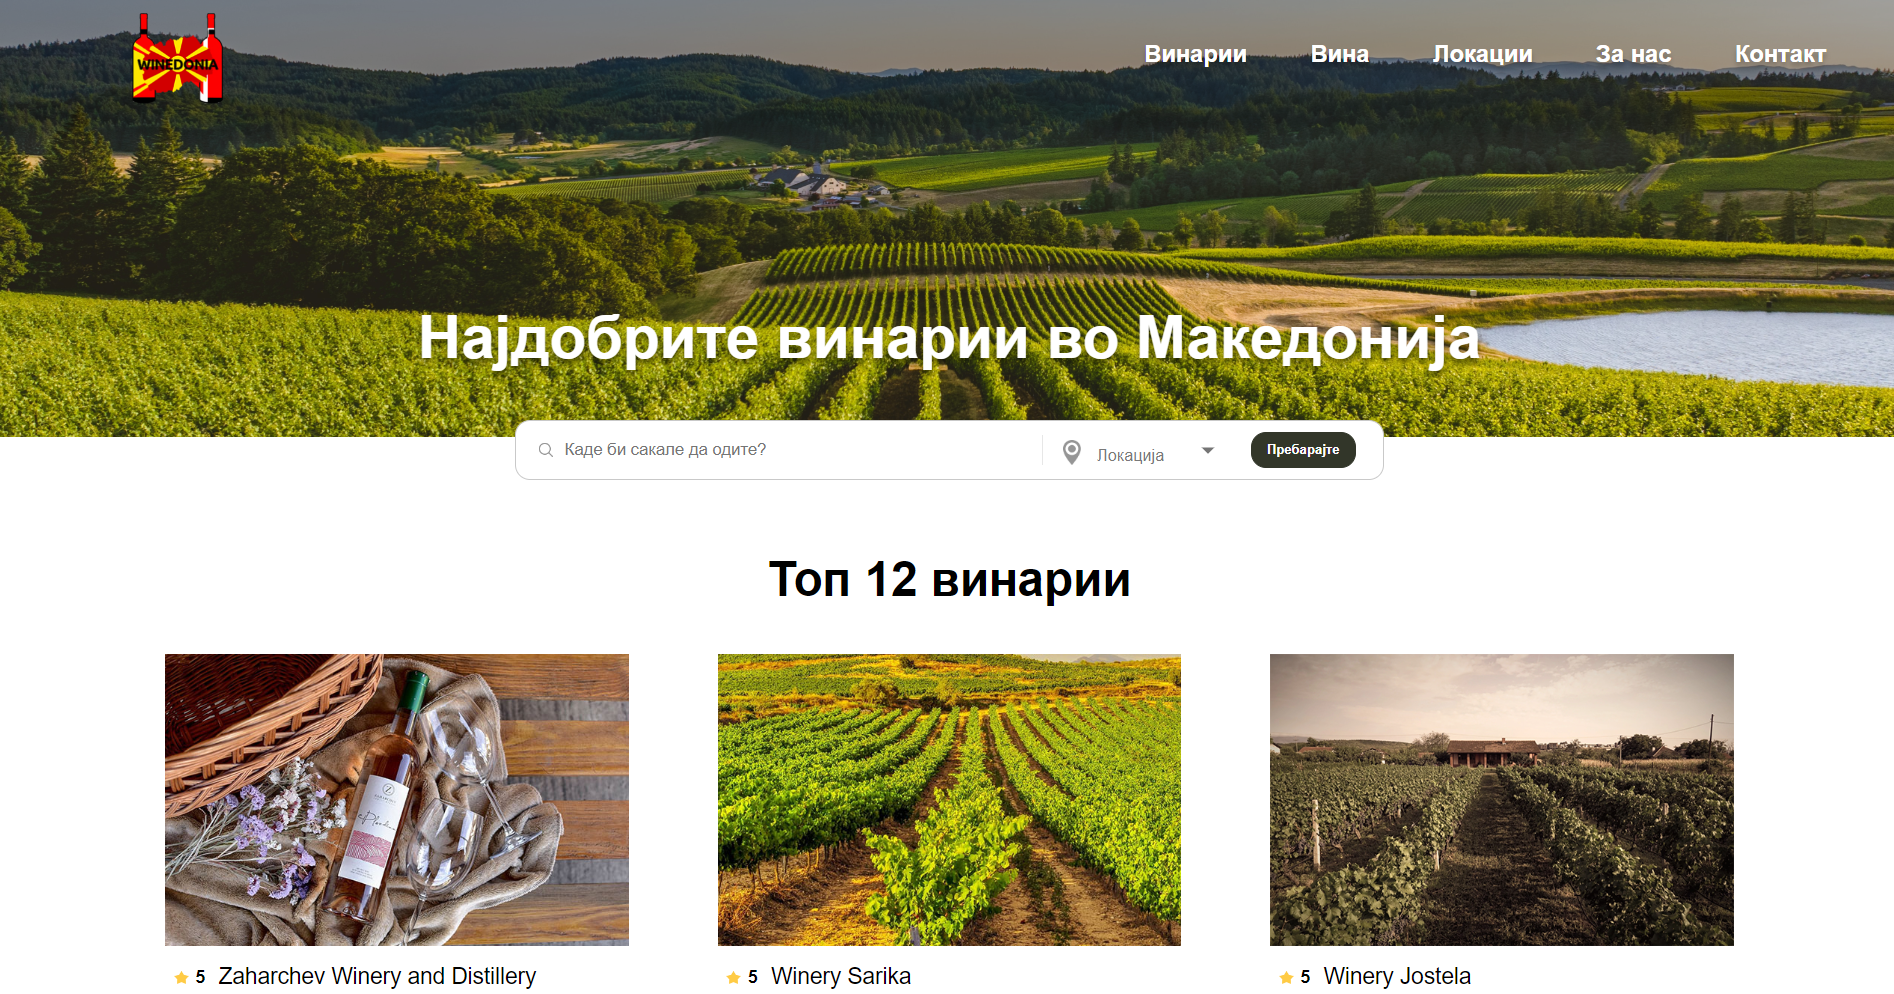 WINEDONIA
Винарии Вина Локации За нас Контакт
Најдобрите винарии во Македонија
Каде би сакале да одите? Локација Пребарајте
Топ 12 винарии
5 Zaharchev Winery and Distillery
5 Winery Sarika
5 Winery Jostela